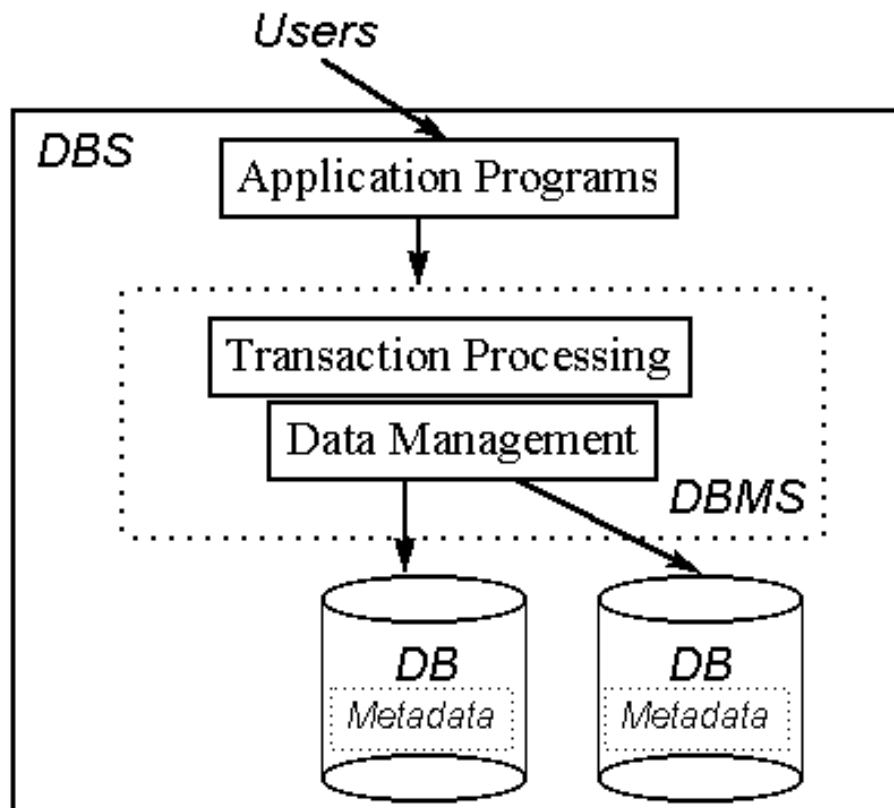 Users
DBS
Application Programs
Transaction Processing
Data Management
DBMS
DB
Metadata
DB
Metadata